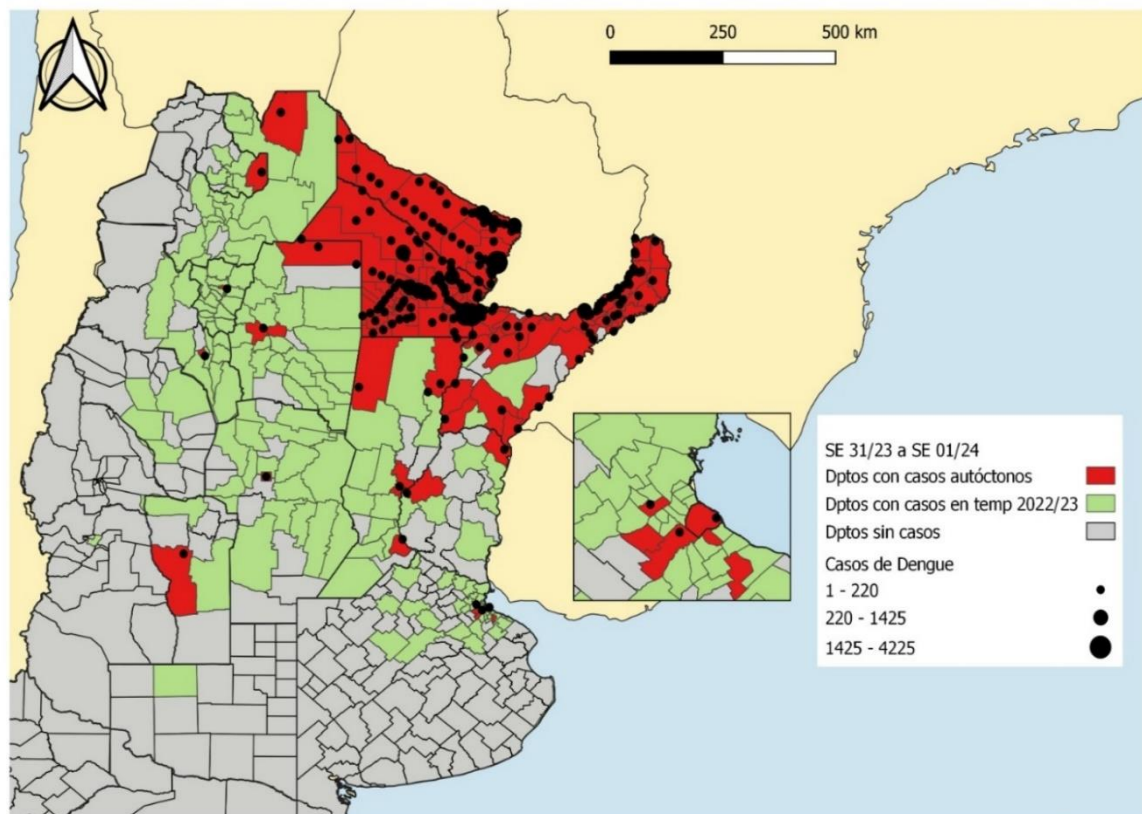 0 250 500 km
SE 31/23 a SE 01/24
Dptos con casos autóctonos
Dptos con casos en temp 2022/23
Dptos sin casos
Casos de Dengue
1 - 220
220 - 1425
1425 - 4225